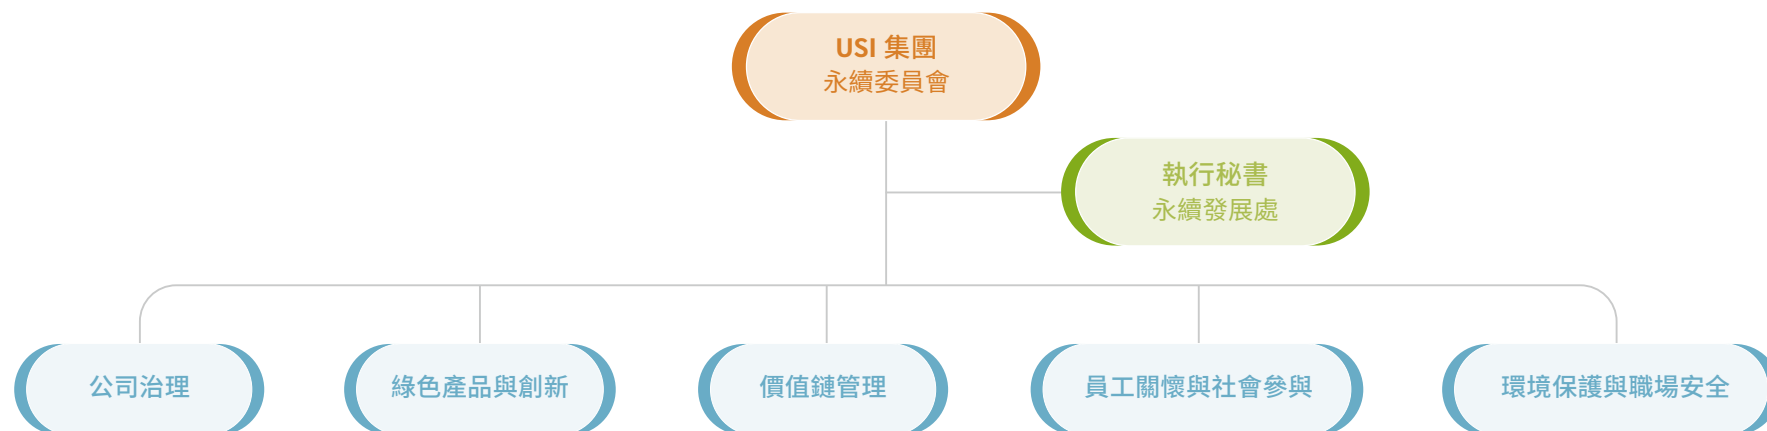 USI 集團
永續委員會
執行秘書
永續發展處
公司治理
綠色產品與創新
價值鏈管理
員工關懷與社會參與
環境保護與職場安全